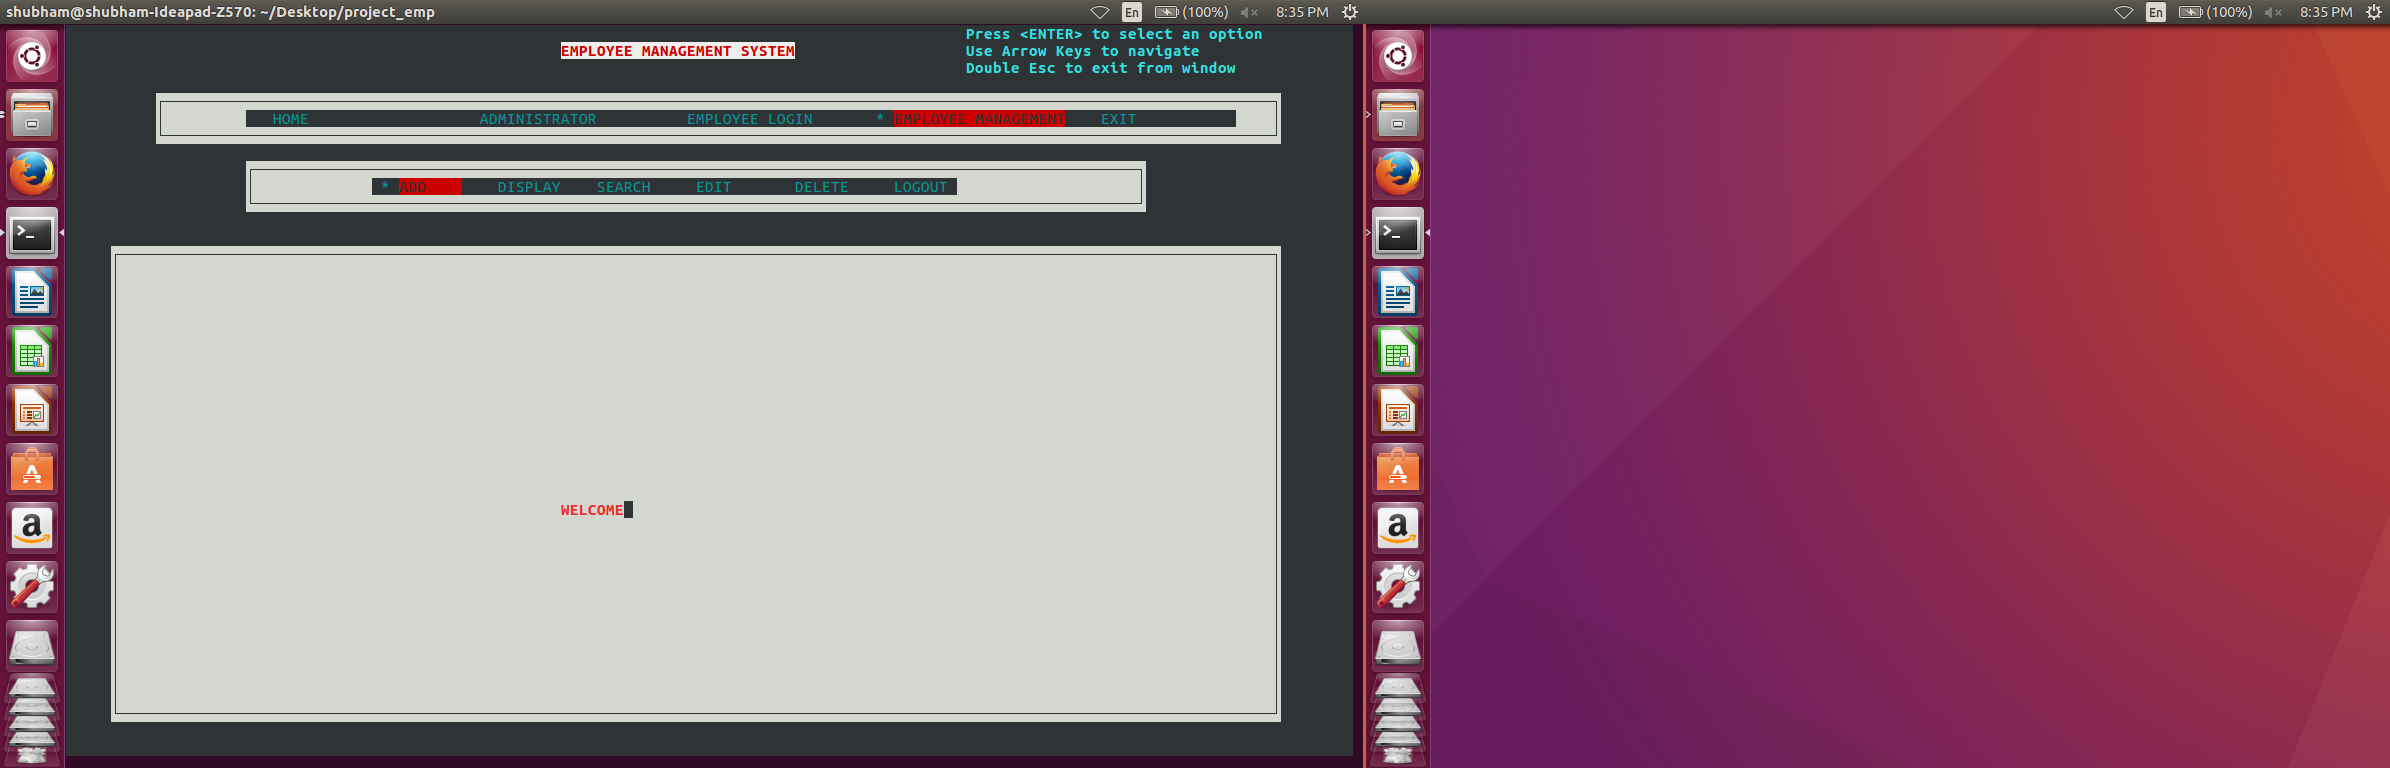 shubham@shubham-Ideapad-Z570: ~/Desktop/project_emp
En (100%) 8:35 PM
En (100%) 8:35 PM
Press <ENTER> to select an option
EMPLOYEE MANAGEMENT SYSTEM
Use Arrow Keys to navigate
Double Esc to exit from window
HOME ADMINISTRATOR EMPLOYEE LOGIN * EMPLOYEE MANAGEMENT EXIT
* ADD DISPLAY SEARCH EDIT DELETE LOGOUT
WELCOME